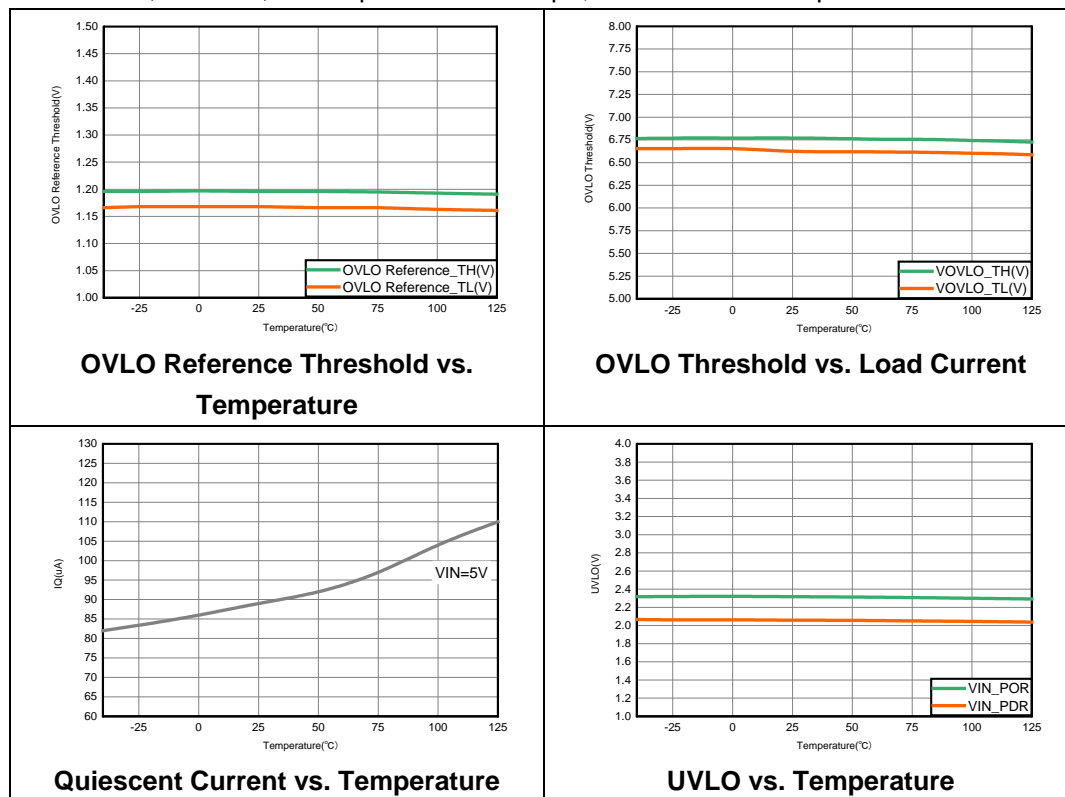 1.50
1.45
1.40
1.35
1.30
1.25
1.20
1.15
1.10
1.05
1.00
OVLO Reference Threshold(V)
OVLO Reference_TH(V)
OVLO Reference_TL(V)
-25 0 25 50 75 100 125
Temperature(℃)
OVLO Reference Threshold vs.
Temperature
8.00
7.75
7.50
7.25
7.00
6.75
6.50
6.25
6.00
5.75
5.50
5.25
5.00
OVLO Threshold(V)
VOVLO_TH(V)
VOVLO_TL(V)
-25 0 25 50 75 100 125
Temperature(℃)
OVLO Threshold vs. Load Current
130
125
120
115
110
105
100
95
90
85
80
75
70
65
60
IQ(uA)
VIN=5V
-25 0 25 50 75 100 125
Temperature(℃)
Quiescent Current vs. Temperature
4.0
3.8
3.6
3.4
3.2
3.0
2.8
2.6
2.4
2.2
2.0
1.8
1.6
1.4
1.2
1.0
UVLO(V)
VIN_POR
VIN_PDR
-25 0 25 50 75 100 125
Temperature(℃)
UVLO vs. Temperature